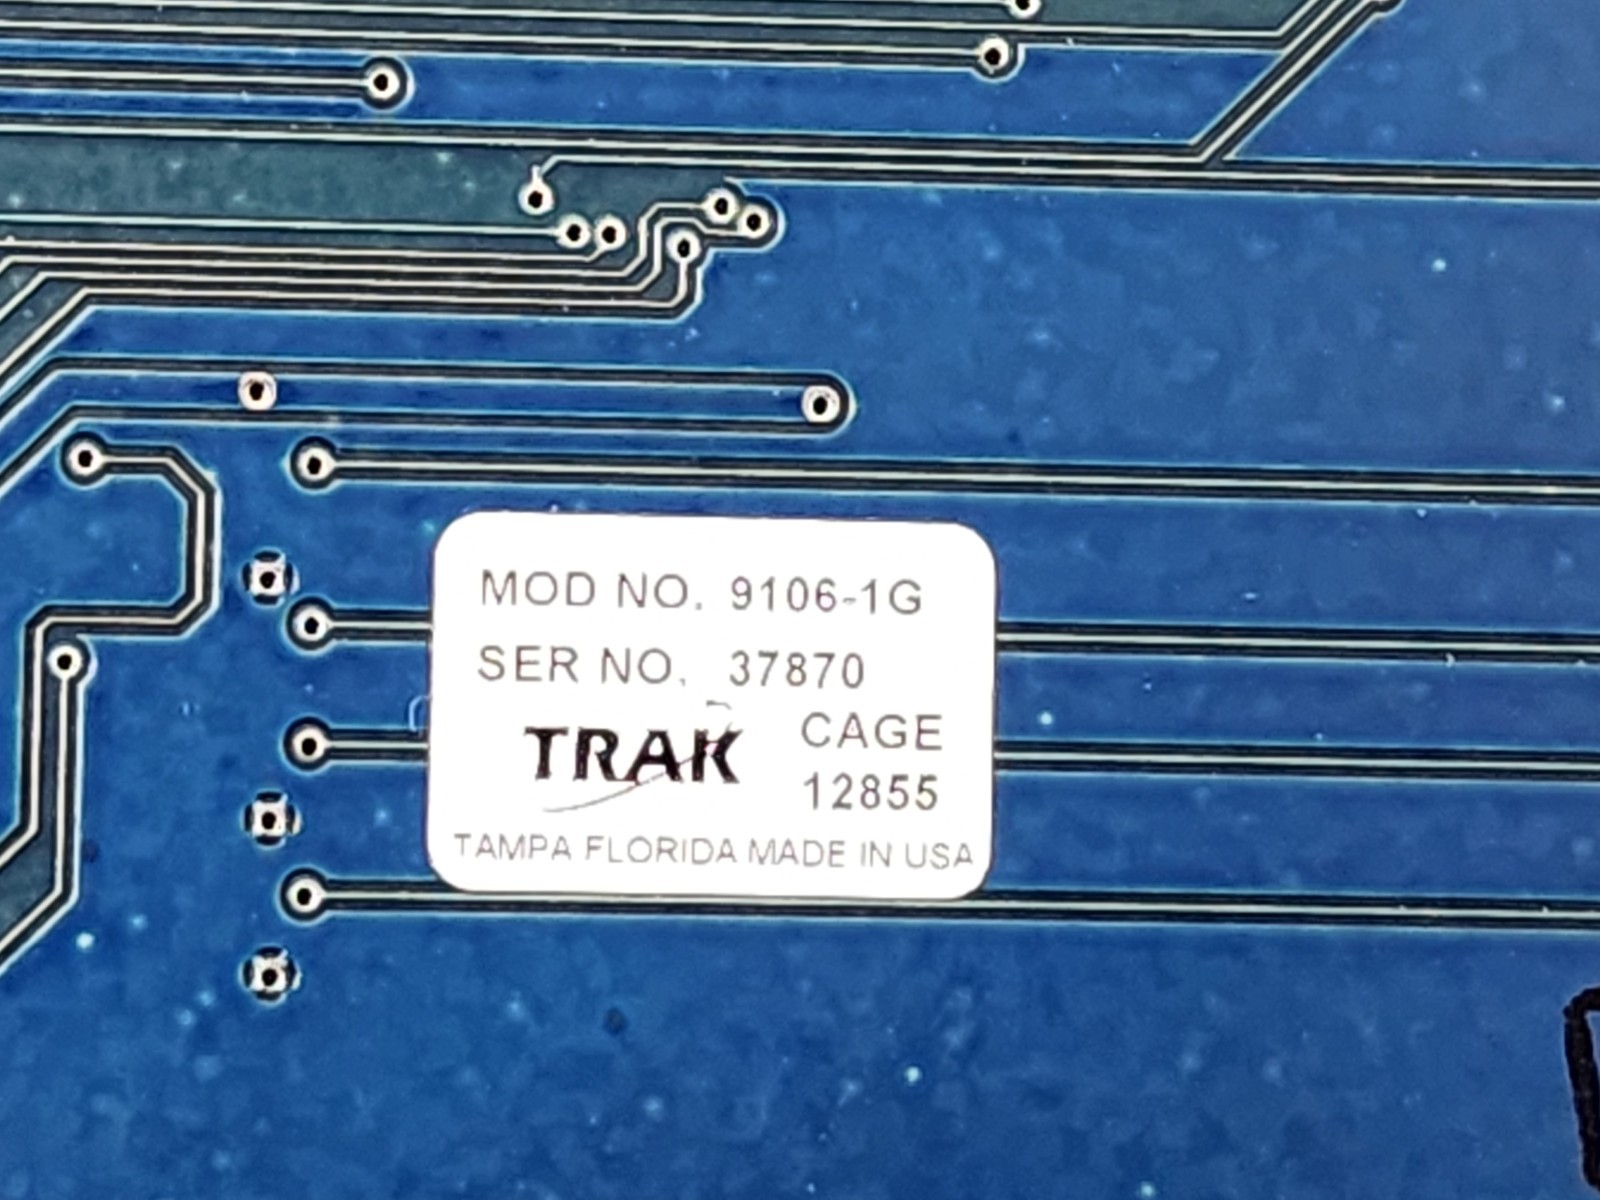 MOD NO. 9106-1G
SER NO. 37870
TRAK CAGE
12855
TAMPA FLORIDA MADE IN USA